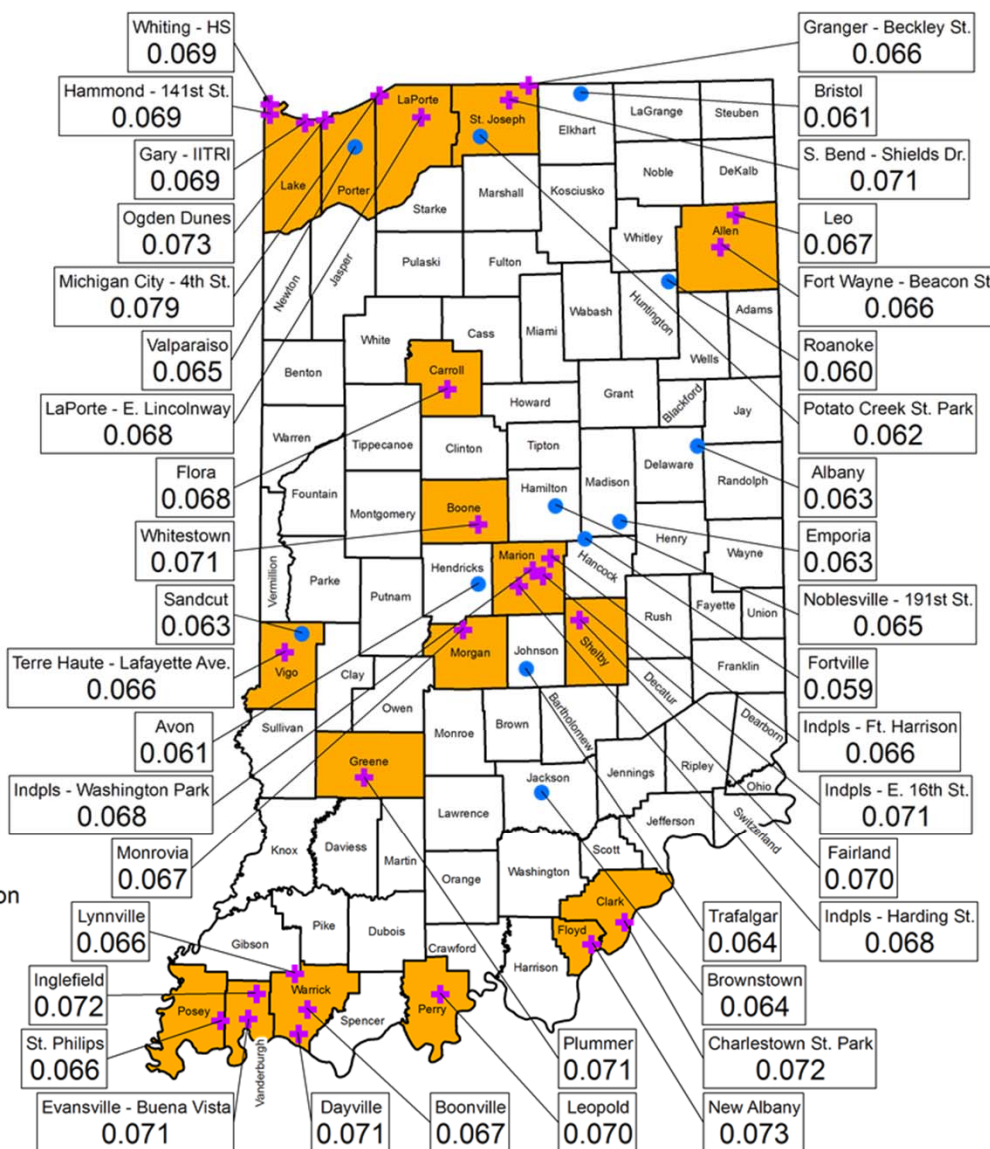 Whiting - HS
0.069
Hammond - 141st St.
0.069
Gary - IITRI
0.069
Ogden Dunes
0.073
Michigan City - 4th St.
0.079
Valparaiso
0.065
LaPorte - E. Lincolnway
0.068
Flora
0.068
Whitestown
0.071
Sandcut
0.063
Terre Haute - Lafayette Ave.
0.066
Avon
0.061
Indpls - Washington Park
0.068
Monrovia
0.067
on
Lynnville
0.066
Inglefield
0.072
St. Philips
0.066
Evansville - Buena Vista
0.071
Dayville
0.071
Boonville
0.067
Leopold
0.070
Plummer
0.071
New Albany
0.073
Charlestown St. Park
0.072
Brownstown
0.064
Trafalgar
0.064
Indpls - Harding St.
0.068
Fairland
0.070
Indpls - E. 16th St.
0.071
Indpls - Ft. Harrison
0.066
Fortville
0.059
Noblesville - 191st St.
0.065
Emporia
0.063
Albany
0.063
Potato Creek St. Park
0.062
Roanoke
0.060
Fort Wayne - Beacon St
0.066
Leo
0.067
S. Bend - Shields Dr.
0.071
Bristol
0.061
Granger - Beckley St.
0.066
LaPorte
St. Joseph
Elkhart
LaGrange
Steuben
Lake
Porter
Starke
Marshall
Kosciusko
Noble
DeKalb
Newton
Jasper
Pulaski
Fulton
Whitley
Allen
White
Cass
Miami
Wabash
Huntington
Wells
Adams
Benton
Carroll
Howard
Grant
Blackford
Jay
Warren
Tippecanoe
Clinton
Tipton
Madison
Delaware
Randolph
Fountain
Montgomery
Boone
Hamilton
Henry
Wayne
Vermillion
Parke
Putnam
Hendricks
Marion
Hancock
Rush
Fayette
Union
Vigo
Clay
Owen
Morgan
Johnson
Shelby
Decatur
Franklin
Sullivan
Greene
Monroe
Brown
Bartholomew
Jennings
Ripley
Dearborn
Ohio
Switzerland
Jefferson
Knox
Daviess
Martin
Lawrence
Jackson
Scott
Washington
Orange
Clark
Floyd
Harrison
Crawford
Gibson
Pike
Dubois
Posey
Vanderburgh
Warrick
Spencer
Perry